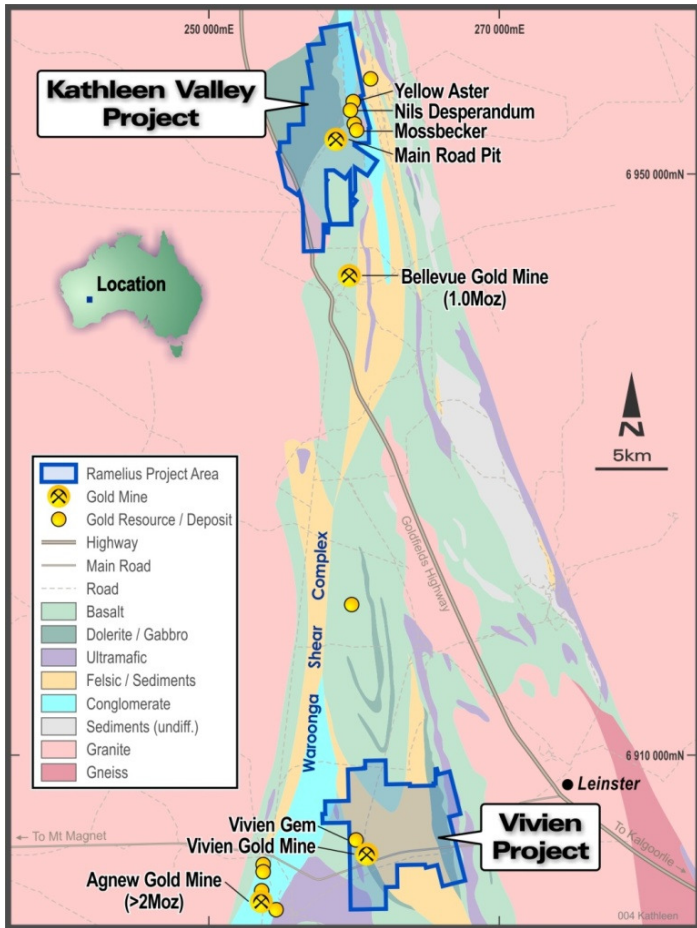 250 000mE
270 000mE
Kathleen Valley
Project
Yellow Aster
Nils Desperandum
Mossbecker
Main Road Pit
6 950 000mN
Location
Bellevue Gold Mine
(1.0Moz)
N
5km
Ramelius Project Area
Gold Mine
Gold Resource / Deposit
Highway
Main Road
Road
Basalt
Dolerite / Gabbro
Ultramafic
Felsic / Sediments
Conglomerate
Sediments (undiff.)
Granite
Gneiss
Goldfields Highway
Waroonga Shear Complex
6 910 000mN
Leinster
Vivien Gem
Vivien Gold Mine
Vivien
Project
To Mt Magnet
To Kalgoorlie
Agnew Gold Mine
(>2Moz)
004 Kathleen